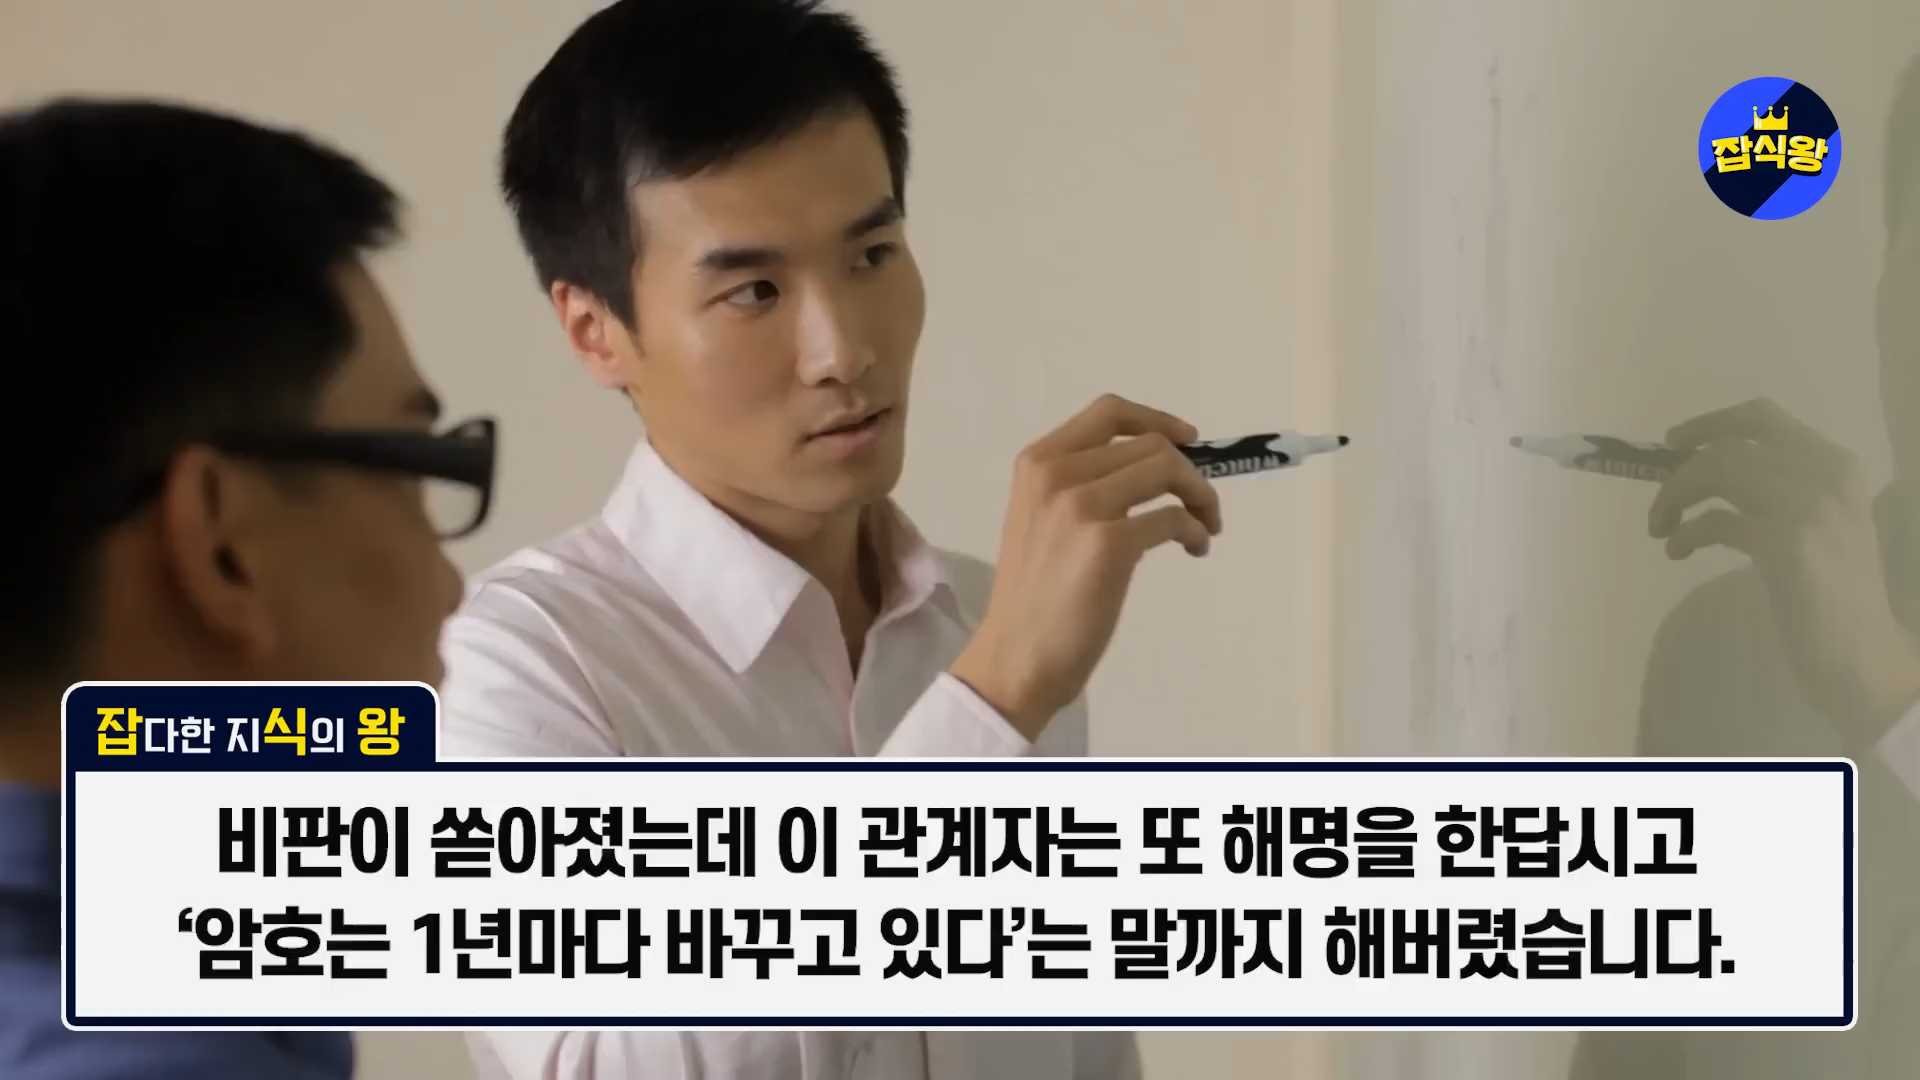 잡식왕
잡다한 지식의 왕
비판이 쏟아졌는데 이 관계자는 또 해명을 한답시고
‘암호는 1년마다 바꾸고 있다’는 말까지 해버렸습니다.